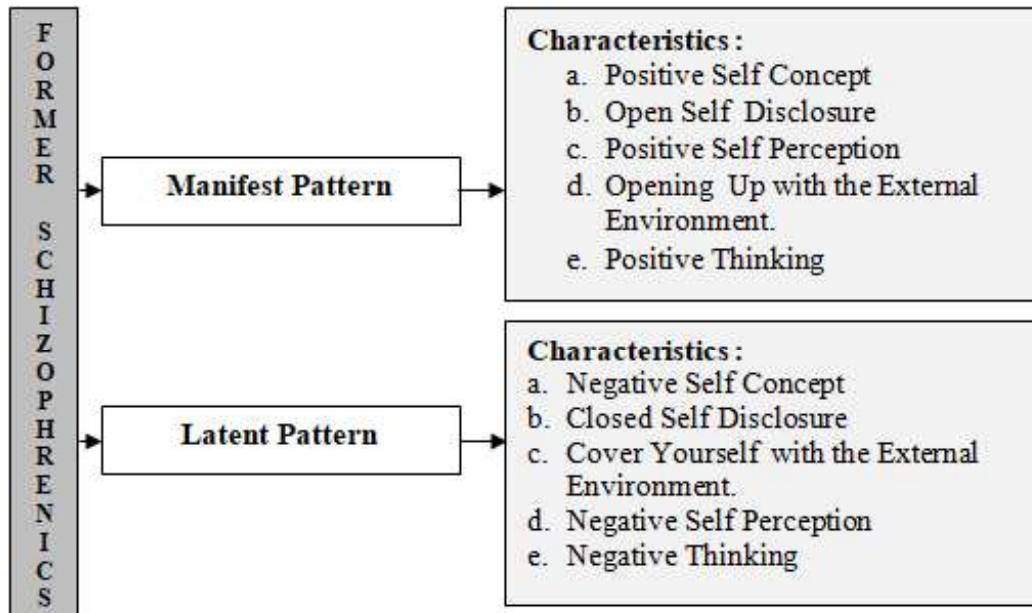 FORMER SCHIZOPHRENICS
Manifest Pattern
Characteristics :
a. Positive Self Concept
b. Open Self Disclosure
c. Positive Self Perception
d. Opening Up with the External
Environment.
e. Positive Thinking
Latent Pattern
Characteristics :
a. Negative Self Concept
b. Closed Self Disclosure
c. Cover Yourself with the External
Environment.
d. Negative Self Perception
e. Negative Thinking